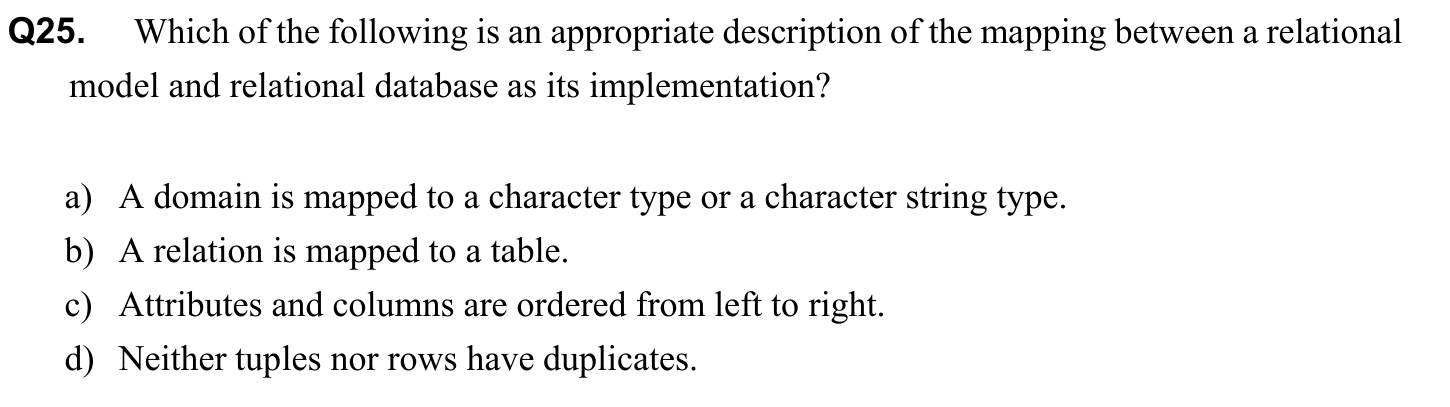 Q25. Which of the following is an appropriate description of the mapping between a relational
model and relational database as its implementation?
a) A domain is mapped to a character type or a character string type.
b) A relation is mapped to a table.
c) Attributes and columns are ordered from left to right.
d) Neither tuples nor rows have duplicates.